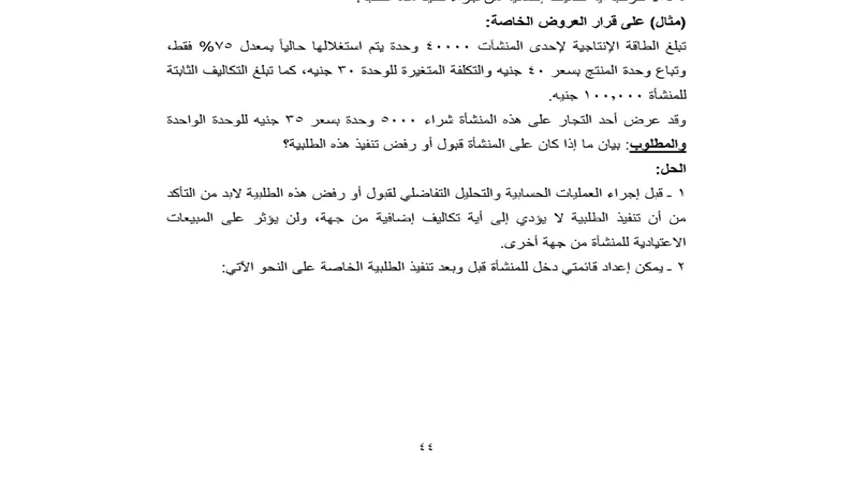 (مثال) على قرار العروض الخاصة:
تبلغ الطاقة الإنتاجية لإحدى المنشآت ٤٠٠٠٠ وحدة يتم استغلالها حالياً بمعدل ٧٥% فقط،
وتباع وحدة المنتج بسعر ٤٠ جنيه والتكلفة المتغيرة للوحدة ٣٠ جنيه، كما تبلغ التكاليف الثابتة
للمنشأة ١٠٠,٠٠٠ جنيه.
وقد عرض أحد التجار على هذه المنشأة شراء ٥٠٠٠ وحدة بسعر ٣٥ جنيه للوحدة الواحدة
والمطلوب: بيان ما إذا كان على المنشأة قبول أو رفض تنفيذ هذه الطلبية؟
الحل:
١ ـ قبل إجراء العمليات الحسابية والتحليل التفاضلي لقبول أو رفض هذه الطلبية لابد من التأكد
من أن تنفيذ الطلبية لا يؤدي إلى أية تكاليف إضافية من جهة، ولن يؤثر على المبيعات
الاعتيادية للمنشأة من جهة أخرى.
٢ ـ يمكن إعداد قائمتي دخل للمنشأة قبل وبعد تنفيذ الطلبية الخاصة على النحو الآتي:
٤٤